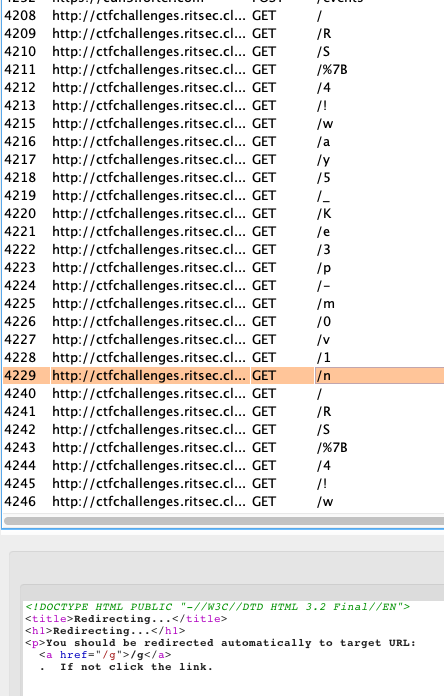 4208 http://ctfchallenges.ritsec.cl... GET /
4209 http://ctfchallenges.ritsec.cl... GET /R
4210 http://ctfchallenges.ritsec.cl... GET /S
4211 http://ctfchallenges.ritsec.cl... GET /%7B
4212 http://ctfchallenges.ritsec.cl... GET /4
4213 http://ctfchallenges.ritsec.cl... GET /!
4215 http://ctfchallenges.ritsec.cl... GET /w
4216 http://ctfchallenges.ritsec.cl... GET /a
4217 http://ctfchallenges.ritsec.cl... GET /y
4218 http://ctfchallenges.ritsec.cl... GET /5
4219 http://ctfchallenges.ritsec.cl... GET /_
4220 http://ctfchallenges.ritsec.cl... GET /K
4221 http://ctfchallenges.ritsec.cl... GET /e
4222 http://ctfchallenges.ritsec.cl... GET /3
4223 http://ctfchallenges.ritsec.cl... GET /p
4224 http://ctfchallenges.ritsec.cl... GET /-
4225 http://ctfchallenges.ritsec.cl... GET /m
4226 http://ctfchallenges.ritsec.cl... GET /0
4227 http://ctfchallenges.ritsec.cl... GET /v
4228 http://ctfchallenges.ritsec.cl... GET /1
4229 http://ctfchallenges.ritsec.cl... GET /n
4240 http://ctfchallenges.ritsec.cl... GET /
4241 http://ctfchallenges.ritsec.cl... GET /R
4242 http://ctfchallenges.ritsec.cl... GET /S
4243 http://ctfchallenges.ritsec.cl... GET /%7B
4244 http://ctfchallenges.ritsec.cl... GET /4
4245 http://ctfchallenges.ritsec.cl... GET /!
4246 http://ctfchallenges.ritsec.cl... GET /w
<!DOCTYPE HTML PUBLIC "-//W3C//DTD HTML 3.2 Final//EN">
<title>Redirecting...</title>
<h1>Redirecting...</h1>
<p>You should be redirected automatically to target URL:
<a href="/g">/g</a>
. If not click the link.